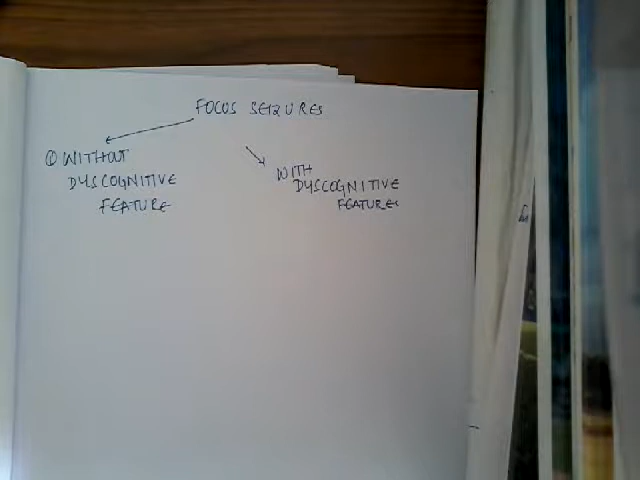 FOCUS SEIZURES
① WITHOUT
DYSCOGNITIVE
FEATURE
WITH
DYSCOGNITIVE
FEATURES